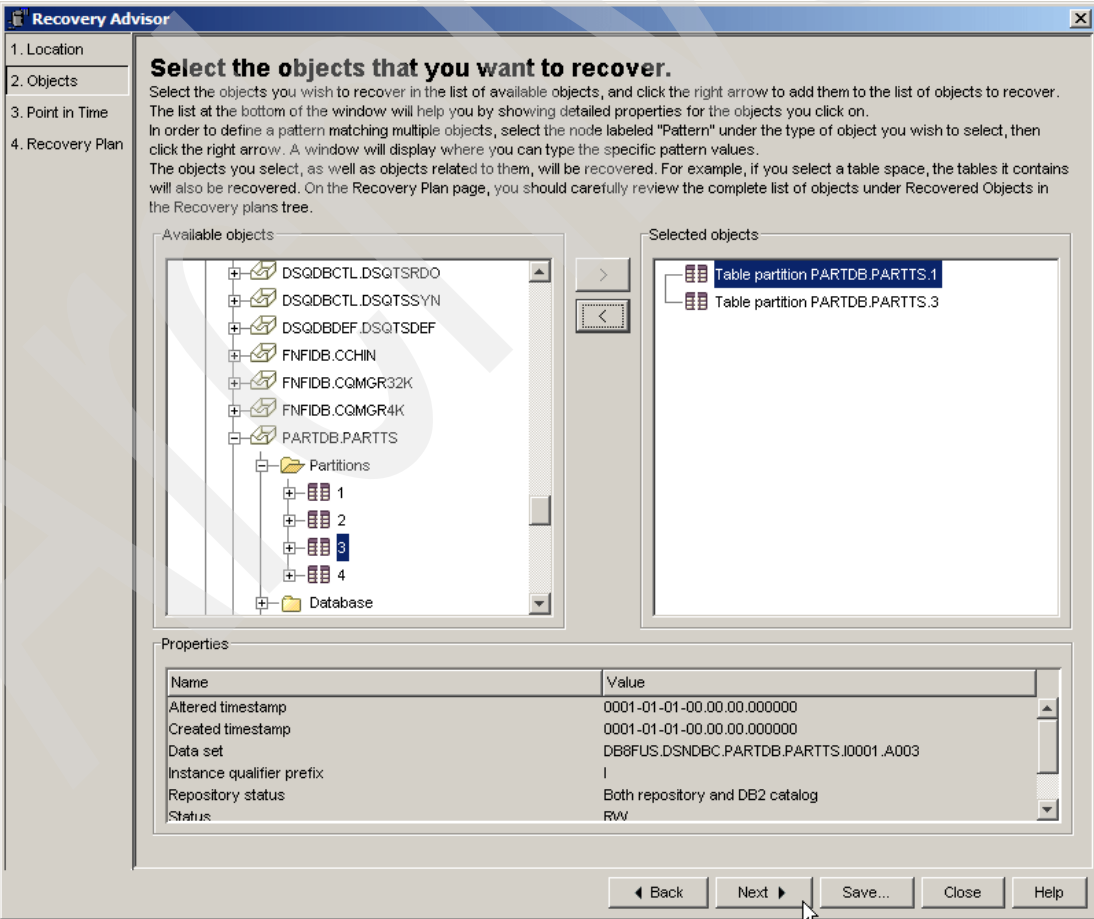 Recovery Advisor
1. Location
2. Objects
3. Point in Time
4. Recovery Plan
Select the objects that you want to recover.
Select the objects you wish to recover in the list of available objects, and click the right arrow to add them to the list of objects to recover.
The list at the bottom of the window will help you by showing detailed properties for the objects you click on.
In order to define a pattern matching multiple objects, select the node labeled "Pattern" under the type of object you wish to select, then
click the right arrow. A window will display where you can type the specific pattern values.
The objects you select, as well as objects related to them, will be recovered. For example, if you select a table space, the tables it contains
will also be recovered. On the Recovery Plan page, you should carefully review the complete list of objects under Recovered Objects in
the Recovery plans tree.
Available objects
DSQDBCTL.DSQTSRDO
DSQDBCTL.DSQTSSYN
DSQDBDEF.DSQTSDEF
FNFIDB.CCHIN
FNFIDB.CQMGR32K
FNFIDB.CQMGR4K
PARTDB.PARTTS
Partitions
1
2
3
4
Database
>
<
Selected objects
Table partition PARTDB.PARTTS.1
Table partition PARTDB.PARTTS.3
Properties
Name Value
Altered timestamp 0001-01-01-00.00.00.000000
Created timestamp 0001-01-01-00.00.00.000000
Data set DB8FUS.DSNDBC.PARTDB.PARTTS.I0001.A003
Instance qualifier prefix I
Repository status Both repository and DB2 catalog
Status RW
Back Next Save... Close Help